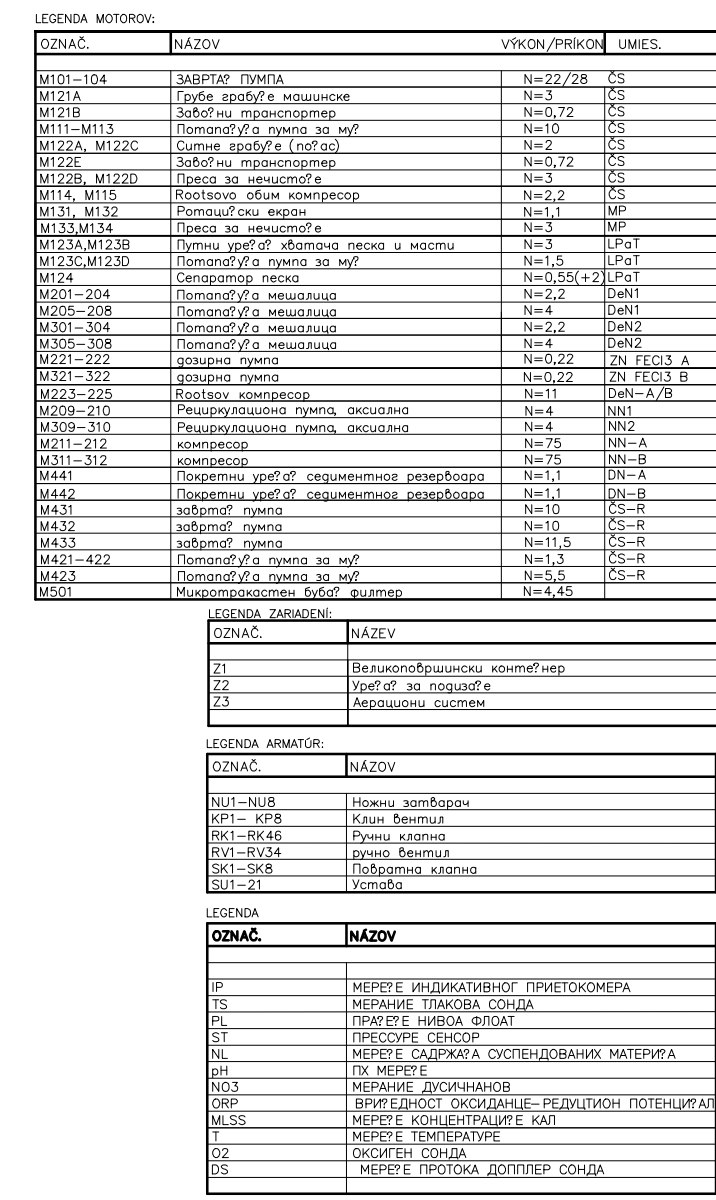 LEGENDA MOTOROV:
OZNAČ. NÁZOV VÝKON/PRÍKON UMIES.
M101-104 ЗАВРТА? ПУМПА N=22/28 ČS
M121A Грубе грабу?е машинске N=3 ČS
M121B Заво?ни транспортер N=0,72 ČS
M111-M113 Потапа?у?а пумпа за му? N=10 ČS
M122A, M122C Ситне грабу?е (по?ас) N=2 ČS
M122E Заво?ни транспортер N=0,72 ČS
M122B, M122D Преса за нечисто?е N=3 ČS
M114, M115 Rootsovo обим компресор N=2,2 ČS
M131, M132 Ротаци?ски екран N=1,1 MP
M133,M134 Преса за нечисто?е N=3 MP
M123A,M123B Путни уре?а? хватача песка и масти N=3 LPaT
M123C,M123D Потапа?у?а пумпа за му? N=1,5 LPaT
M124 Сепаратор песка N=0,55(+2) LPaT
M201-204 Потапа?у?а мешалица N=2,2 DeN1
M205-208 Потапа?у?а мешалица N=4 DeN1
M301-304 Потапа?у?а мешалица N=2,2 DeN2
M305-308 Потапа?у?а мешалица N=4 DeN2
M221-222 дозирна пумпа N=0,22 ZN FECl3 A
M321-322 дозирна пумпа N=0,22 ZN FECl3 B
M223-225 Rootsov компресор N=11 DeN-A/B
M209-210 Рециркулациона пумпа, аксиална N=4 NN1
M309-310 Рециркулациона пумпа, аксиална N=4 NN2
M211-212 компресор N=75 NN-A
M311-312 компресор N=75 NN-B
M441 Покретни уре?а? седиментног резервоара N=1,1 DN-A
M442 Покретни уре?а? седиментног резервоара N=1,1 DN-B
M431 заврта? пумпа N=10 ČS-R
M432 заврта? пумпа N=10 ČS-R
M433 заврта? пумпа N=11,5 ČS-R
M421-422 Потапа?у?а пумпа за му? N=1,3 ČS-R
M423 Потапа?у?а пумпа за му? N=5,5 ČS-R
M501 Микротракастен буба? филтер N=4,45
LEGENDA ZARIADENÍ:
OZNAČ. NÁZEV
Z1 Великоповршински конте?нер
Z2 Уре?а? за подиза?е
Z3 Аерациони систем
LEGENDA ARMATÚR:
OZNAČ. NÁZOV
NU1-NU8 Ножни затварач
KP1- KP8 Клин вентил
RK1-RK46 Ручни клапна
RV1-RV34 ручно вентил
SK1-SK8 Повратна клапна
SU1-21 Устава
LEGENDA
OZNAČ. NÁZOV
IP МЕРЕ?Е ИНДИКАТИВНОГ ПРИЕТОКОМЕРА
TS МЕРАНИЕ ТЛАКОВА СОНДА
PL ПРА?Е?Е НИВОА ФЛОАТ
ST ПРЕССУРЕ СЕНСОР
NL МЕРЕ?Е САДРЖА?А СУСПЕНДОВАНИХ МАТЕРИ?А
pH ПХ МЕРЕ?Е
NO3 МЕРАНИЕ ДУСИЧНАНОВ
ORP ВРИ?ЕДНОСТ ОКСИДАНЦЕ-РЕДУЦТИОН ПОТЕНЦИ?АЛ
MLSS МЕРЕ?Е КОНЦЕНТРАЦИ?Е КАЛ
T МЕРЕ?Е ТЕМПЕРАТУРЕ
O2 ОКСИГЕН СОНДА
DS МЕРЕ?Е ПРОТОКА ДОППЛЕР СОНДА